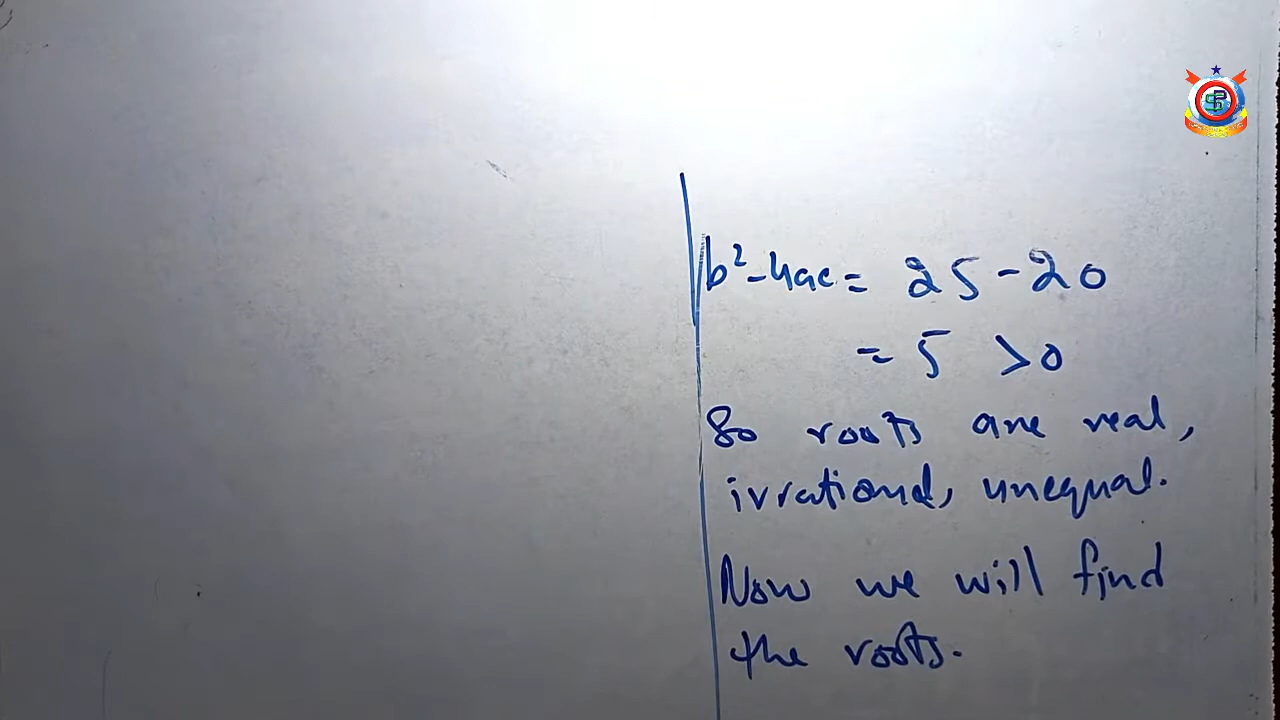 b²-4ac = 25-20
= 5 >0
So roots are real,
irrational, unequal.
Now we will find
the roots.